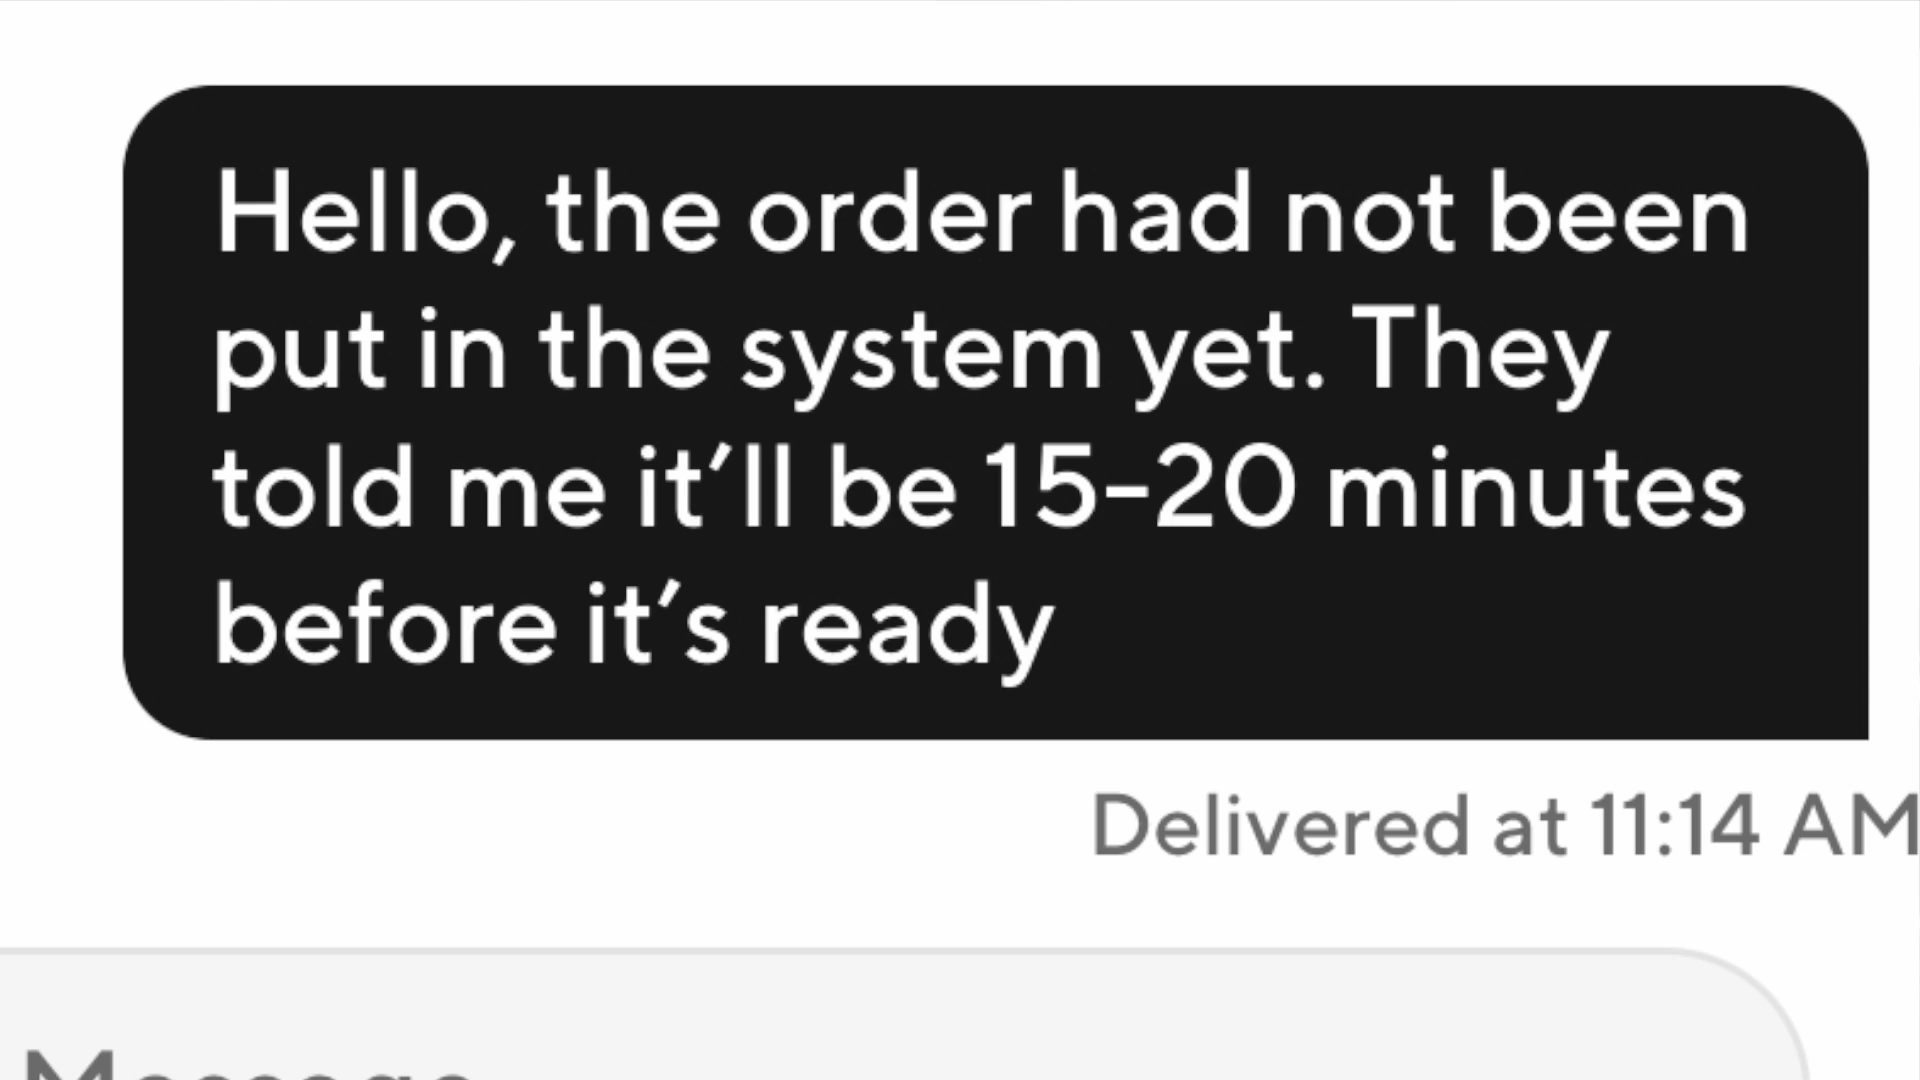 Hello, the order had not been
put in the system yet. They
told me it’ll be 15-20 minutes
before it’s ready
Delivered at 11:14 AM
Message